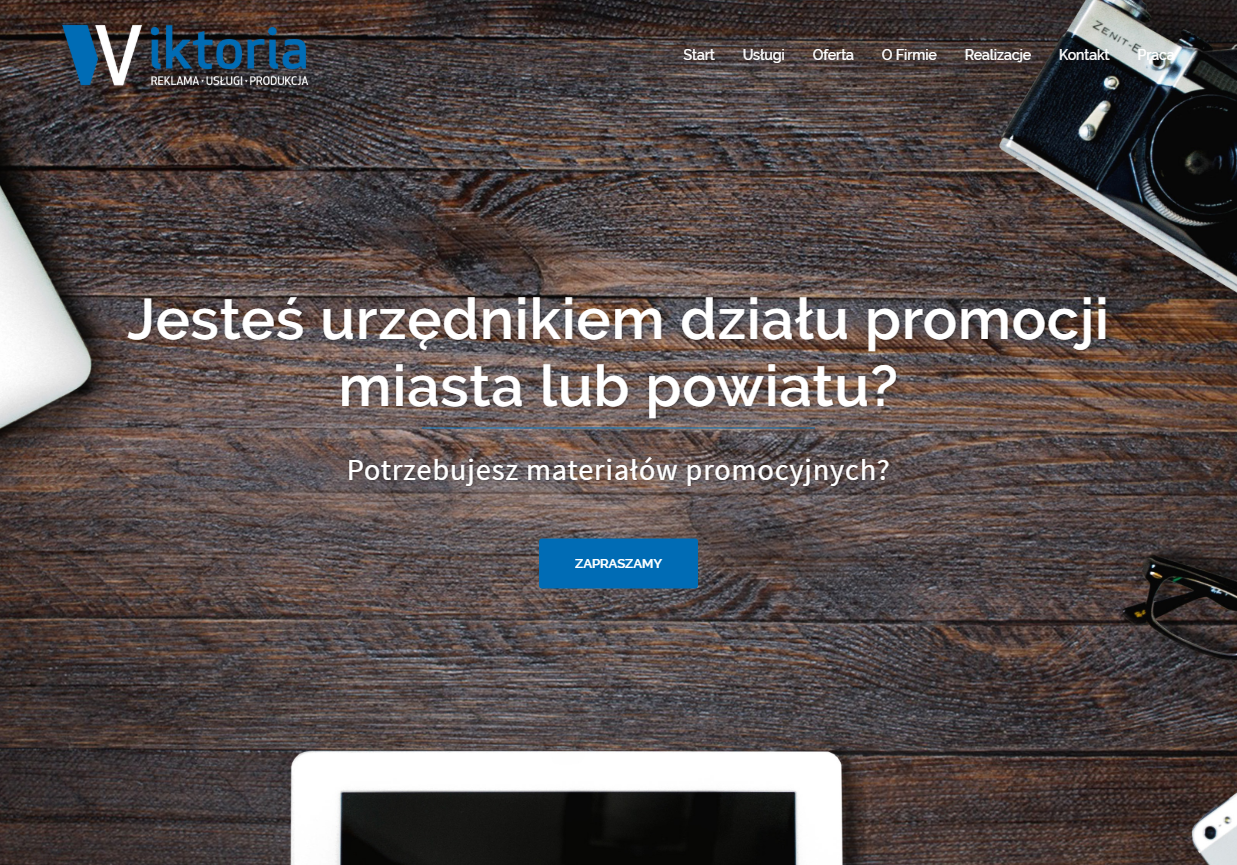 Wiktoria
REKLAMA · USŁUGI · PRODUKCJA
Start Usługi Oferta O Firmie Realizacje Kontakt Praca
ZENIT-E
Jesteś urzędnikiem działu promocji
miasta lub powiatu?
Potrzebujesz materiałów promocyjnych?
ZAPRASZAMY